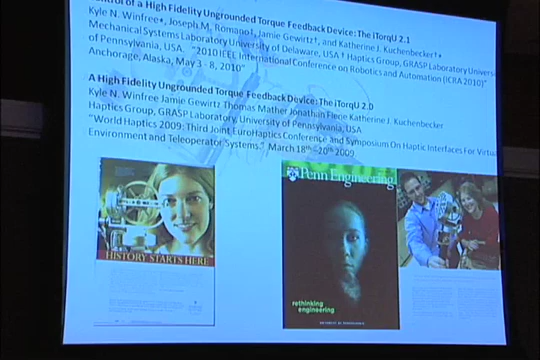 ontrol of a High Fidelity Ungrounded Torque Feedback Device: The iTorqU 2.1
Kyle N. Winfree*, Joseph M. Romano†, Jamie Gewirtz†, and Katherine J. Kuchenbecker†*
Mechanical Systems Laboratory University of Delaware, USA † Haptics Group, GRASP Laboratory Universi
of Pennsylvania, USA. "2010 ICEE International Conference on Robotics and Automation (ICRA 2010)"
Anchorage, Alaska, May 3 - 8, 2010"
A High Fidelity Ungrounded Torque Feedback Device: The iTorqU 2.0
Kyle N. Winfree Jamie Gewirtz Thomas Mather Jonathan Fiene Katherine J. Kuchenbecker
Haptics Group, GRASP Laboratory, University of Pennsylvania, USA
"World Haptics 2009: Third Joint EuroHaptics Conference and Symposium On Haptic Interfaces For Virtua
Environment and Teleoperator Systems." March 18th –20th 2009
HISTORY STARTS HERE
Penn Engineering
rethinking
engineering